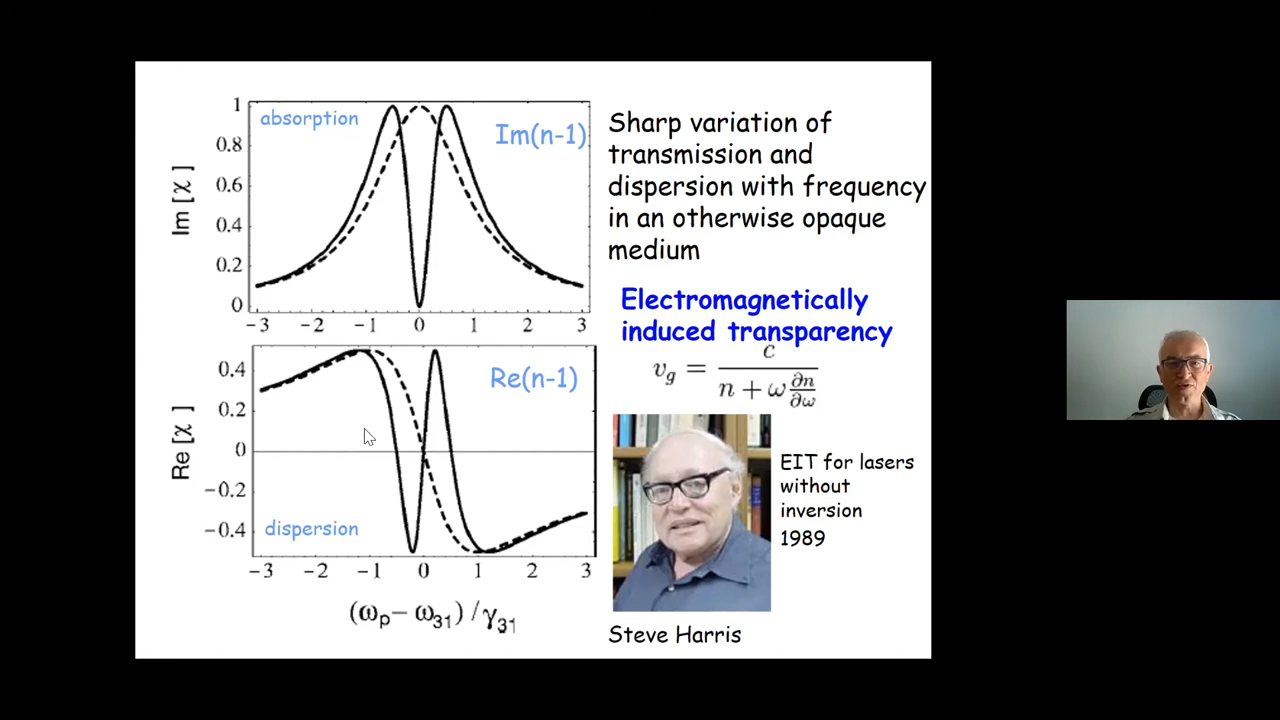 absorption
Im(n-1)
Im [χ]
1
0.8
0.6
0.4
0.2
0
−3 −2 −1 0 1 2 3
Re(n-1)
Re [χ]
0.4
0.2
0
−0.2
−0.4
dispersion
−3 −2 −1 0 1 2 3
(ωp− ω31) / γ31
Sharp variation of
transmission and
dispersion with frequency
in an otherwise opaque
medium
Electromagnetically
induced transparency
vg = c / (n + ω ∂n/∂ω)
EIT for lasers
without
inversion
1989
Steve Harris